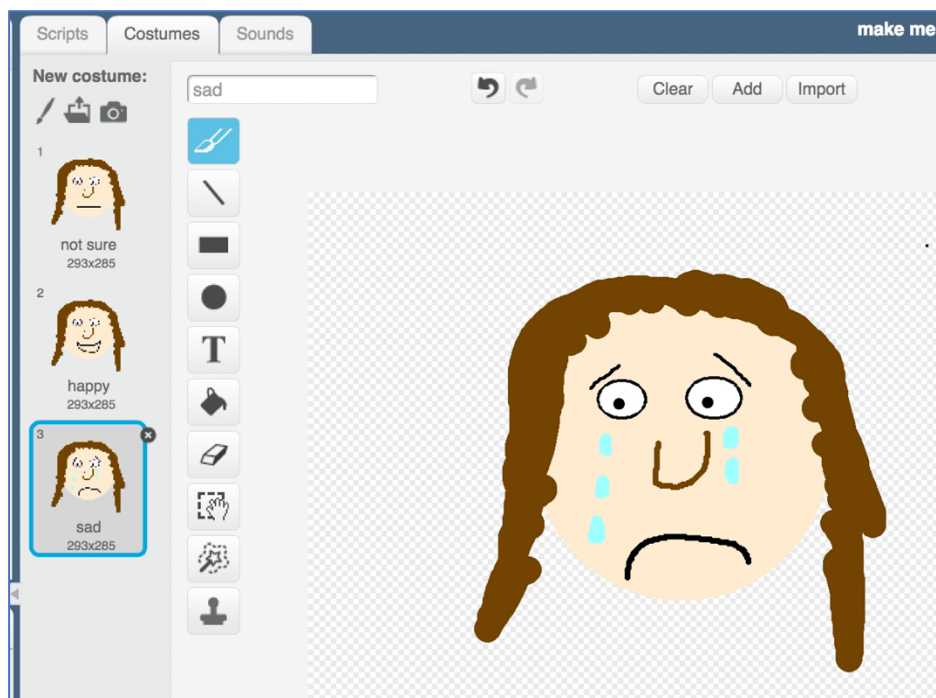 Scripts
Costumes
Sounds
make me
New costume:
sad
Clear
Add
Import
1
not sure
293x285
2
happy
293x285
3
sad
293x285
T